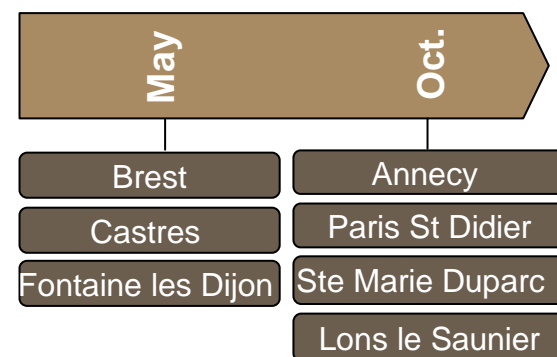 May
Oct.
Brest
Castres
Fontaine les Dijon
Annecy
Paris St Didier
Ste Marie Duparc
Lons le Saunier